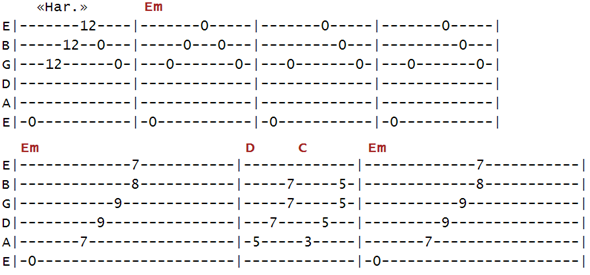 «Har.» Em
E|-------12----|-------0-----|-------0-----|-------0-----|
B|-----12--0---|-----0---0---|---------0---|---------0---|
G|---12------0-|---0-------0-|---0-------0-|---0-------0-|
D|-------------|-------------|-------------|-------------|
A|-------------|-------------|-------------|-------------|
E|-0-----------|-0-----------|-0-----------|-0-----------|
Em D C Em
E|-------------7-----------|-------------|-------------7-----------|
B|-------------8-----------|-----7-----5-|-------------8-----------|
G|-----------9-------------|-----7-----5-|-----------9-------------|
D|---------9---------------|---7-----5---|---------9---------------|
A|-------7-----------------|-5-----3-----|-------7-----------------|
E|-0-----------------------|-------------|-0-----------------------|